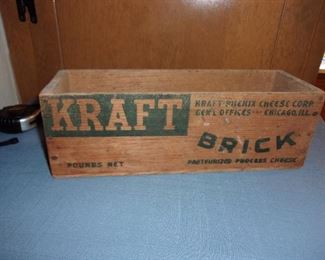 KRAFT
KRAFT-PHENIX CHEESE CORP.
GEN'L OFFICES -- CHICAGO, ILL.
BRICK
POUNDS NET
PASTEURIZED PROCESS CHEESE